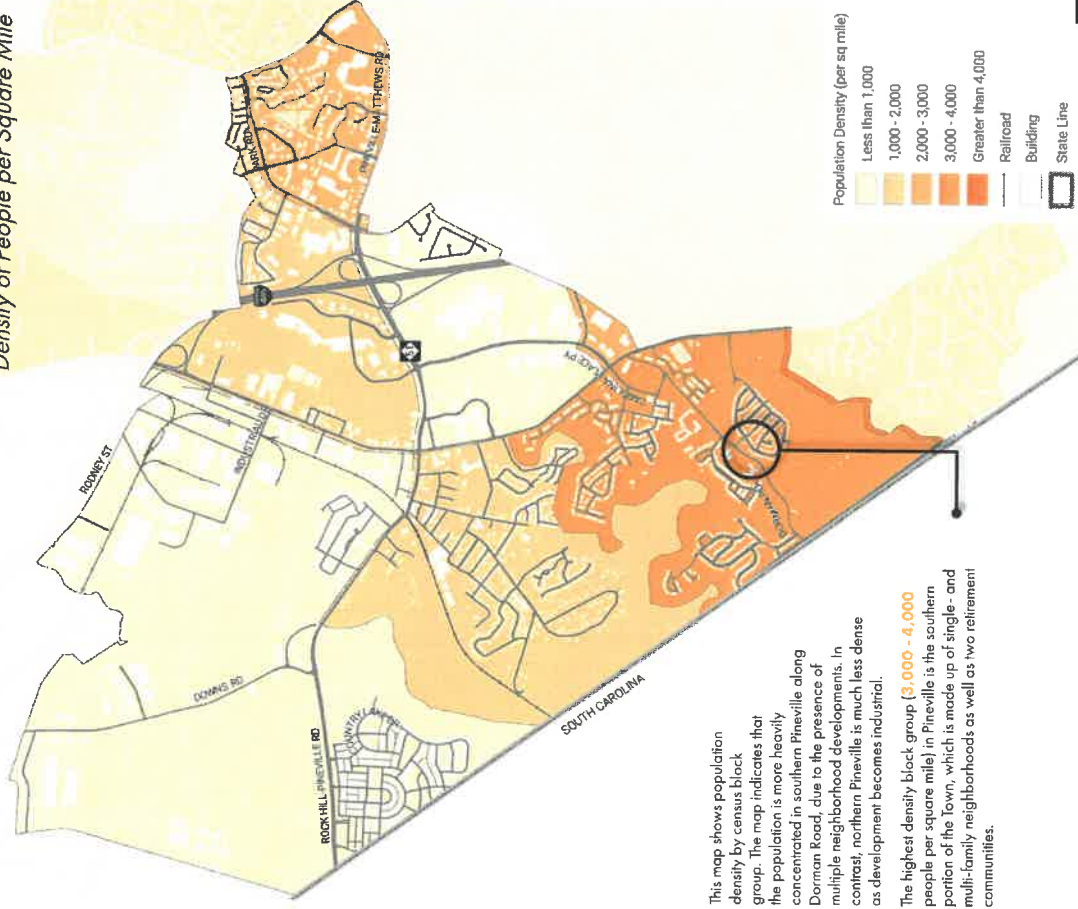 Density of People per Square Mile
PARK RD
PINEVILLE-MATTHEWS RD
51
RODNEY ST
INDUSTRIAL DR
DOWNS RD
ROCK HILL-PINEVILLE RD
COUNTRY LAKE DR
SOUTH CAROLINA
Population Density (per sq mile)
Less than 1,000
1,000 - 2,000
2,000 - 3,000
3,000 - 4,000
Greater than 4,000
Railroad
Building
State Line
This map shows population
density by census block
group. The map indicates that
the population is more heavily
concentrated in southern Pineville along
Dorman Road, due to the presence of
multiple neighborhood developments. In
contrast, northern Pineville is much less dense
as development becomes industrial.
The highest density block group (3,000 - 4,000
people per square mile) in Pineville is the southern
portion of the Town, which is made up of single- and
multi-family neighborhoods as well as two retirement
communities.